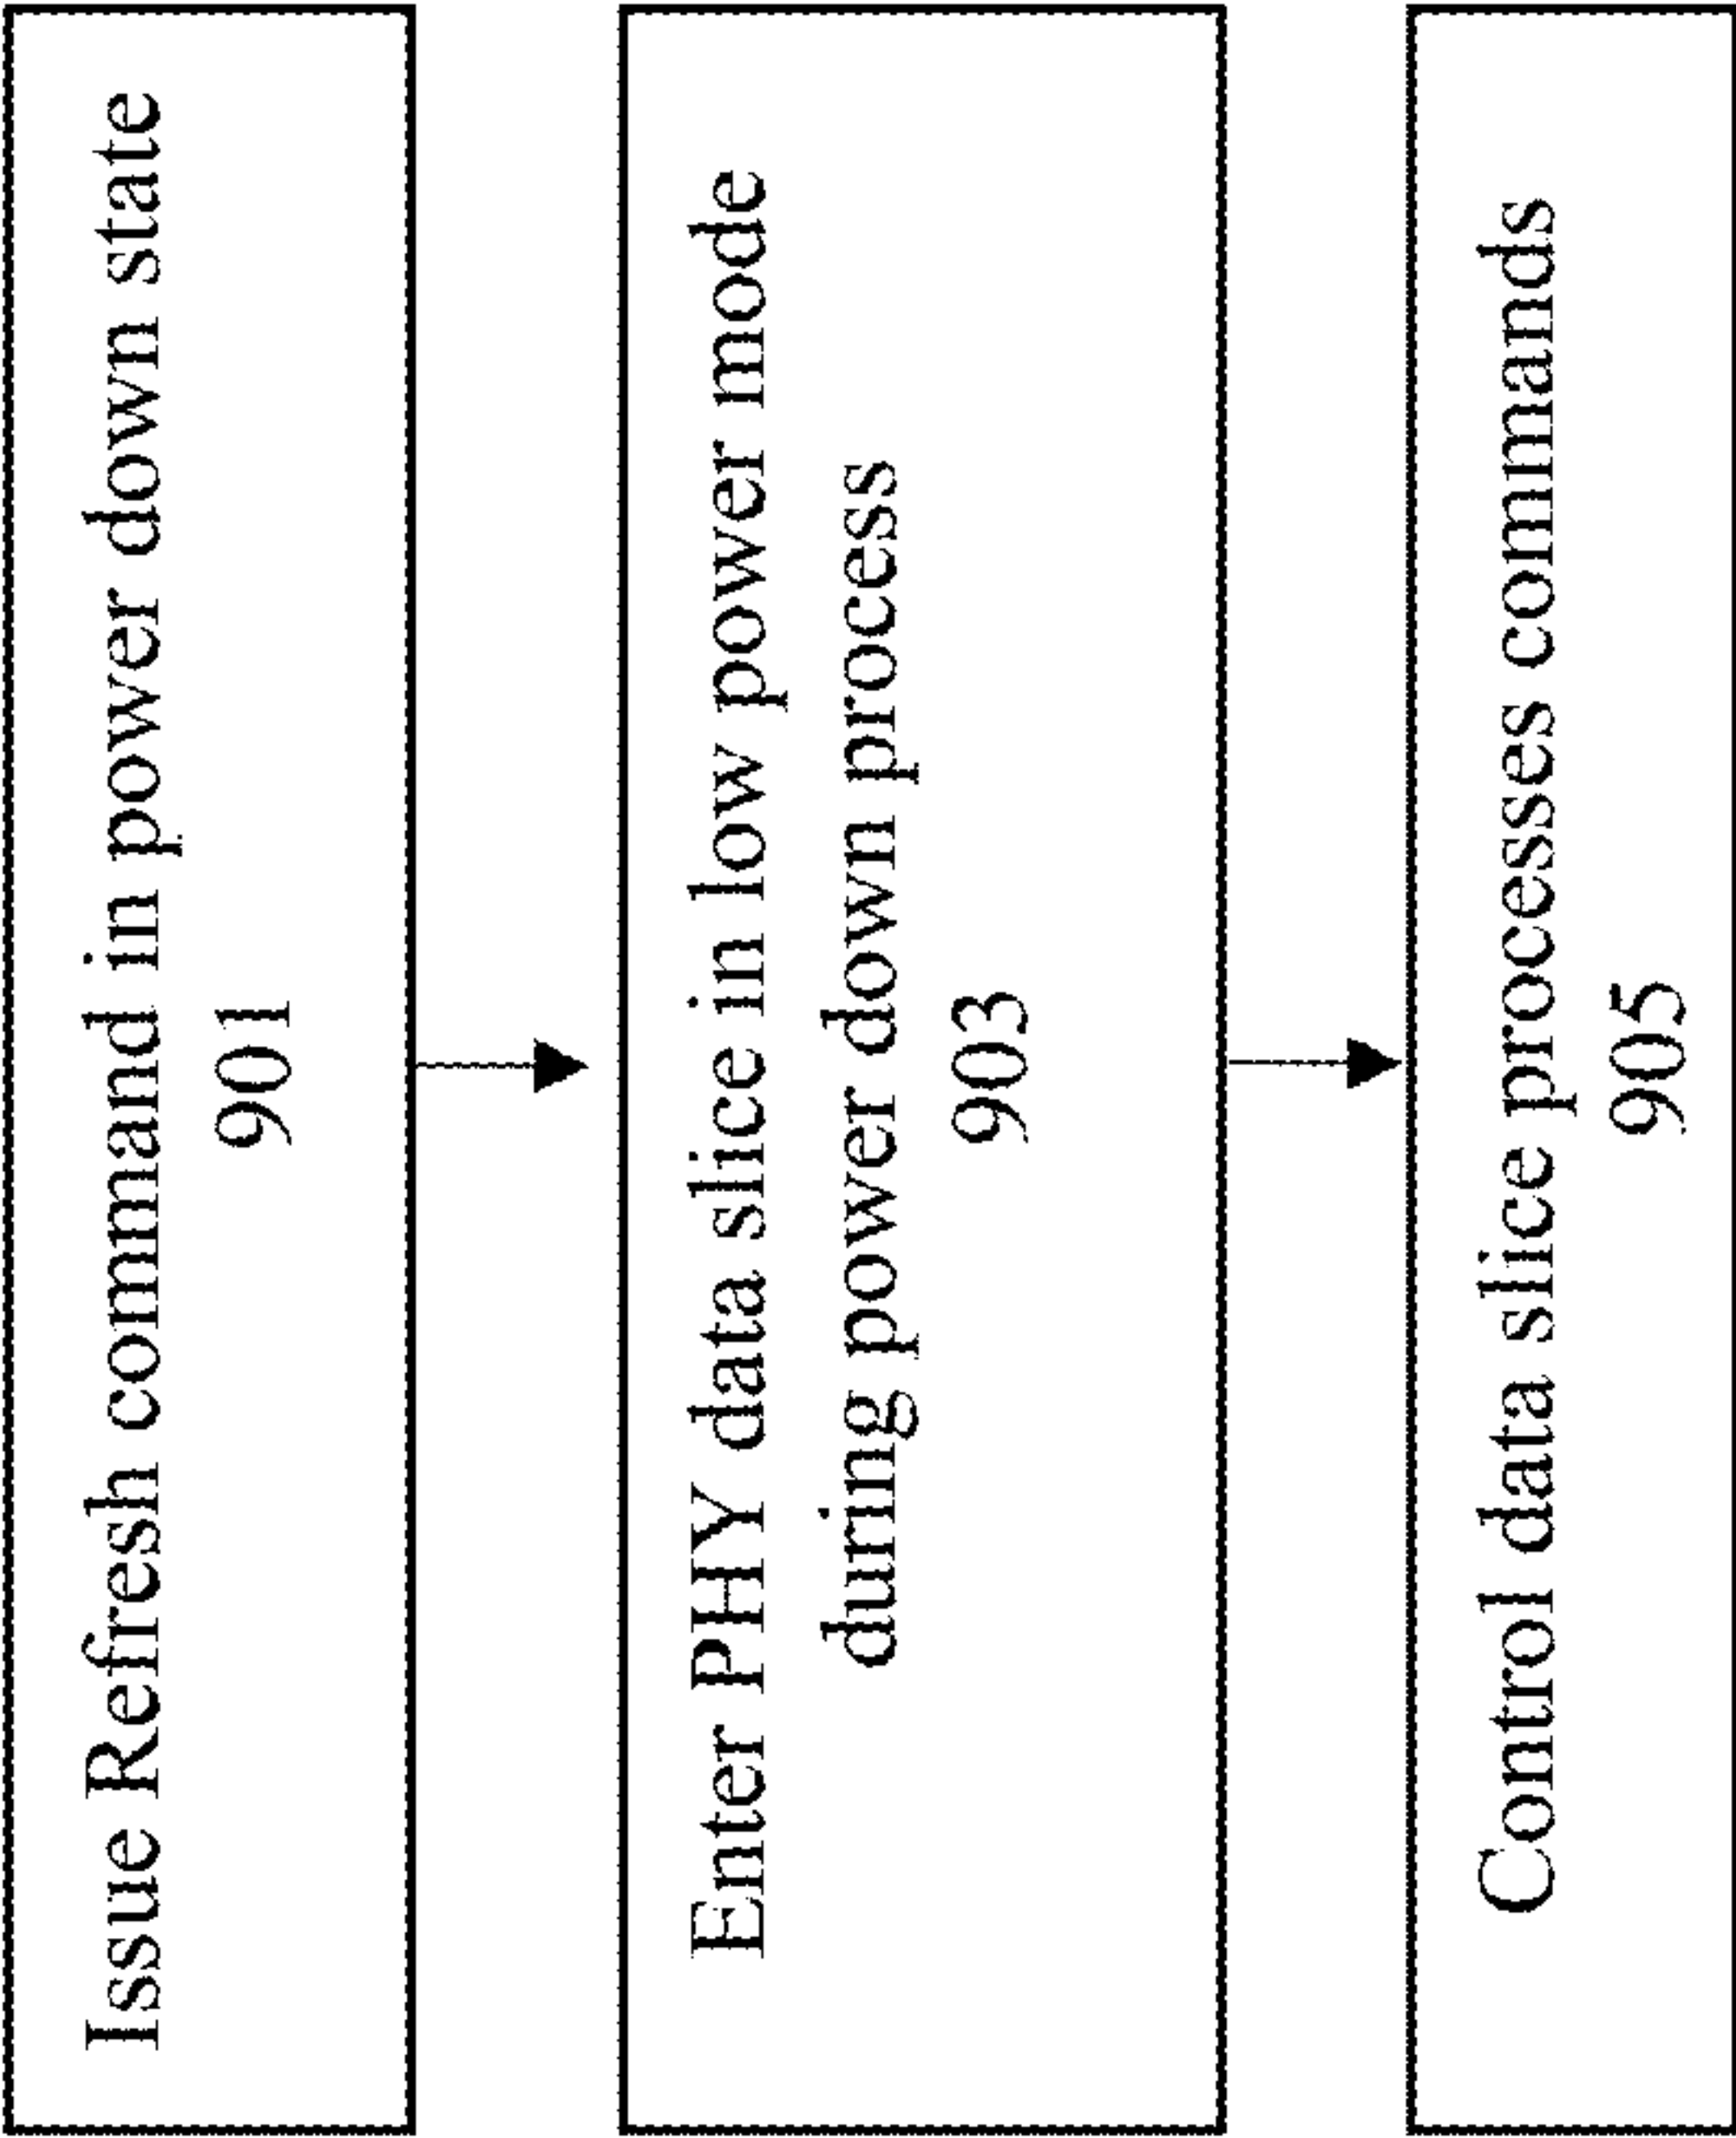 Issue Refresh command in power down state
901
Enter PHY data slice in low power mode
during power down process
903
Control data slice processes commands
905